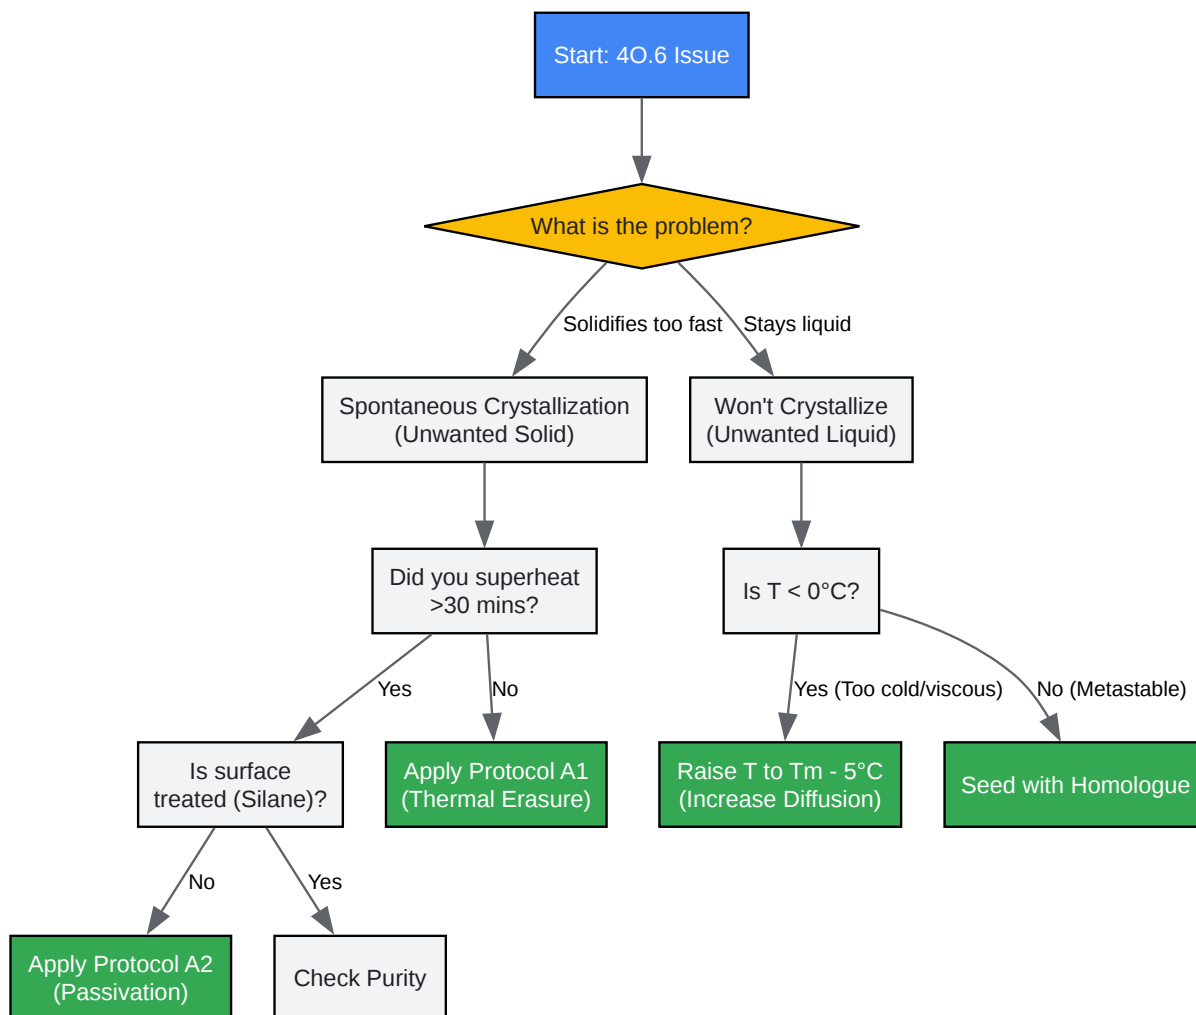 Start: 4O.6 Issue
What is the problem?
Solidifies too fast
Stays liquid
Spontaneous Crystallization
(Unwanted Solid)
Won't Crystallize
(Unwanted Liquid)
Did you superheat
>30 mins?
Is T < 0°C?
Yes
No
Yes (Too cold/viscous)
No (Metastable)
Is surface
treated (Silane)?
Apply Protocol A1
(Thermal Erasure)
Raise T to Tm - 5°C
(Increase Diffusion)
Seed with Homologue
No
Yes
Apply Protocol A2
(Passivation)
Check Purity